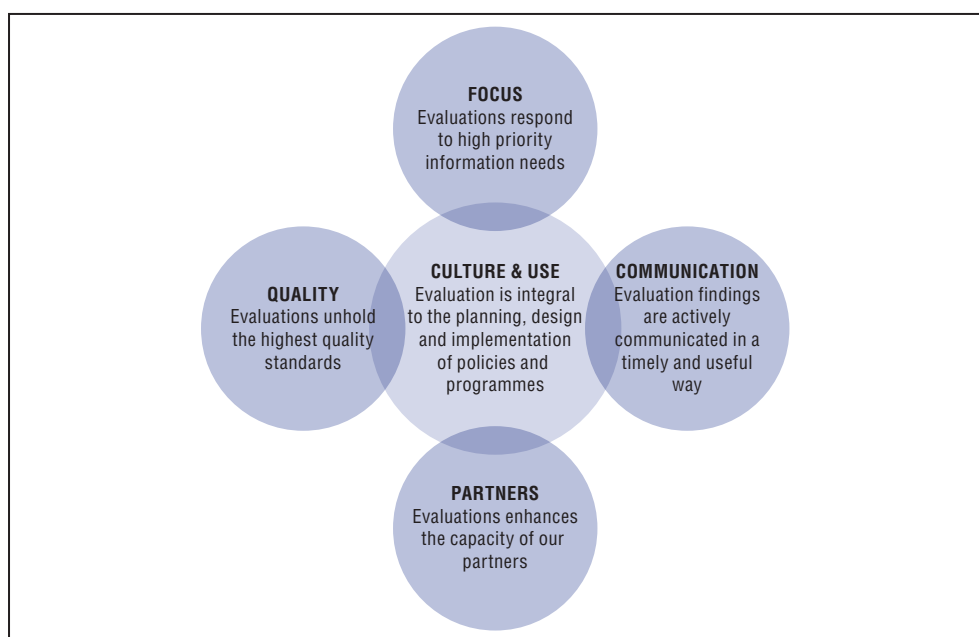 FOCUS
Evaluations respond
to high priority
information needs
QUALITY
Evaluations unhold
the highest quality
standards
CULTURE & USE
Evaluation is integral
to the planning, design
and implementation
of policies and
programmes
COMMUNICATION
Evaluation findings
are actively
communicated in a
timely and useful
way
PARTNERS
Evaluations enhances
the capacity of our
partners